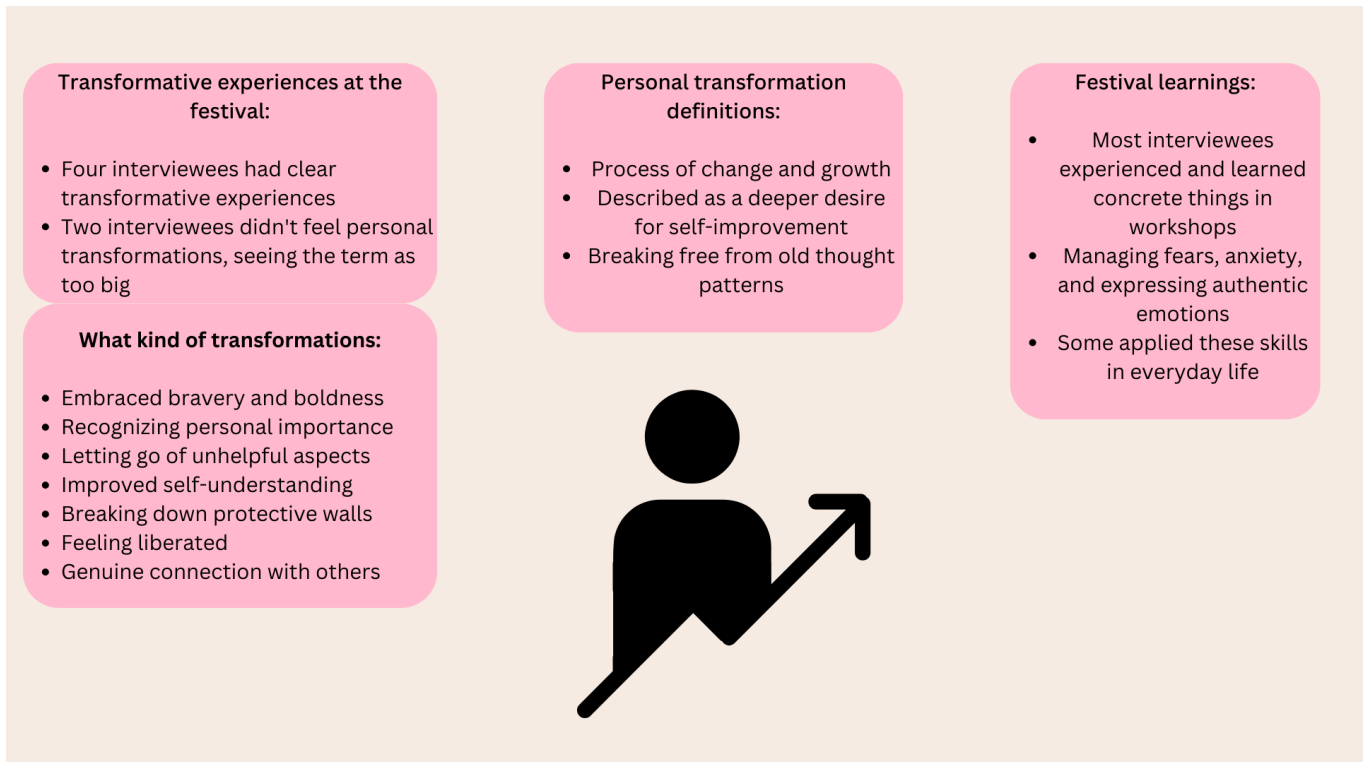 Transformative experiences at the
festival:
• Four interviewees had clear
transformative experiences
• Two interviewees didn't feel personal
transformations, seeing the term as
too big
What kind of transformations:
• Embraced bravery and boldness
• Recognizing personal importance
• Letting go of unhelpful aspects
• Improved self-understanding
• Breaking down protective walls
• Feeling liberated
• Genuine connection with others
Personal transformation
definitions:
• Process of change and growth
• Described as a deeper desire
for self-improvement
• Breaking free from old thought
patterns
Festival learnings:
• Most interviewees
experienced and learned
concrete things in
workshops
• Managing fears, anxiety,
and expressing authentic
emotions
• Some applied these skills
in everyday life